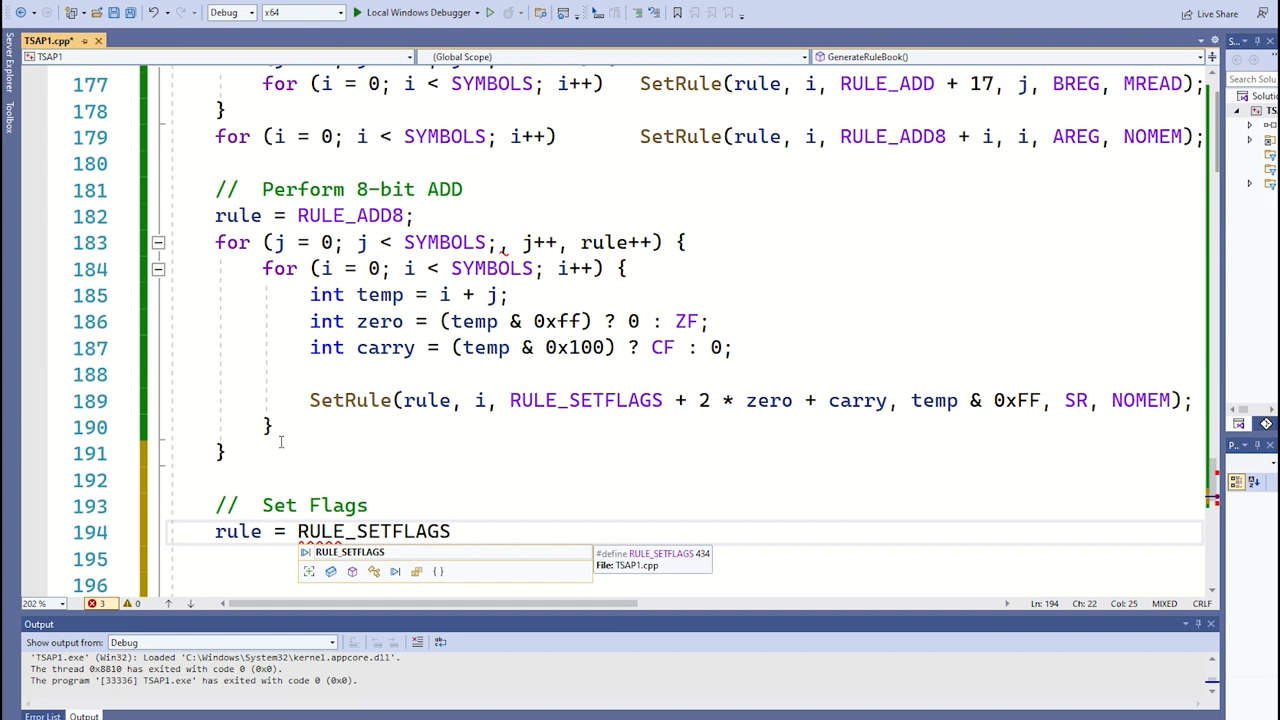 Debug x64 Local Windows Debugger Live Share
TSAP1.cpp* S...
TSAP1 (Global Scope) GenerateRuleBook()
Server Explorer
Toolbox
Search Solu
Solutio
TS
177 for (i = 0; i < SYMBOLS; i++) SetRule(rule, i, RULE_ADD + 17, j, BREG, MREAD);
178 }
179 for (i = 0; i < SYMBOLS; i++) SetRule(rule, i, RULE_ADD8 + i, i, AREG, NOMEM);
180
181 // Perform 8-bit ADD
182 rule = RULE_ADD8;
183 for (j = 0; j < SYMBOLS;, j++, rule++) {
184 for (i = 0; i < SYMBOLS; i++) {
185 int temp = i + j;
186 int zero = (temp & 0xff) ? 0 : ZF;
187 int carry = (temp & 0x100) ? CF : 0;
188
189 SetRule(rule, i, RULE_SETFLAGS + 2 * zero + carry, temp & 0xFF, SR, NOMEM);
190 }
191 }
192
193 // Set Flags
194 rule = RULE_SETFLAGS
RULE_SETFLAGS #define RULE_SETFLAGS 434
File: TSAP1.cpp
195
196
P...
202 % 3 0 Ln: 194 Ch: 22 Col: 25 MIXED CRLF
Output
Show output from: Debug
'TSAP1.exe' (Win32): Loaded 'C:\Windows\System32\kernel.appcore.dll'.
The thread 0x8810 has exited with code 0 (0x0).
The program '[33336] TSAP1.exe' has exited with code 0 (0x0).
Error List Output